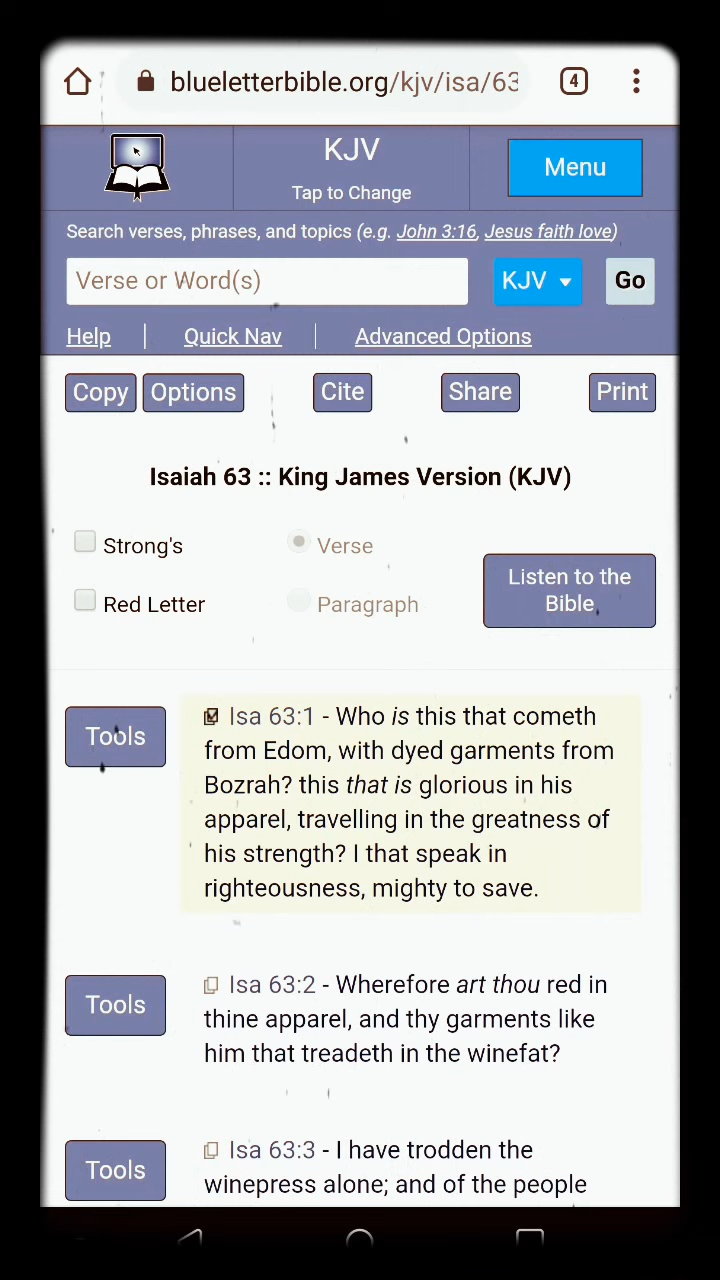 blueletterbible.org/kjv/isa/63
4
KJV
Tap to Change
Menu
Search verses, phrases, and topics (e.g. John 3:16, Jesus faith love)
Verse or Word(s)
KJV
Go
Help
Quick Nav
Advanced Options
Copy
Options
Cite
Share
Print
Isaiah 63 :: King James Version (KJV)
Strong's
Verse
Red Letter
Paragraph
Listen to the
Bible
Tools
Isa 63:1 - Who is this that cometh
from Edom, with dyed garments from
Bozrah? this that is glorious in his
apparel, travelling in the greatness of
his strength? I that speak in
righteousness, mighty to save.
Tools
Isa 63:2 - Wherefore art thou red in
thine apparel, and thy garments like
him that treadeth in the winefat?
Tools
Isa 63:3 - I have trodden the
winepress alone; and of the people